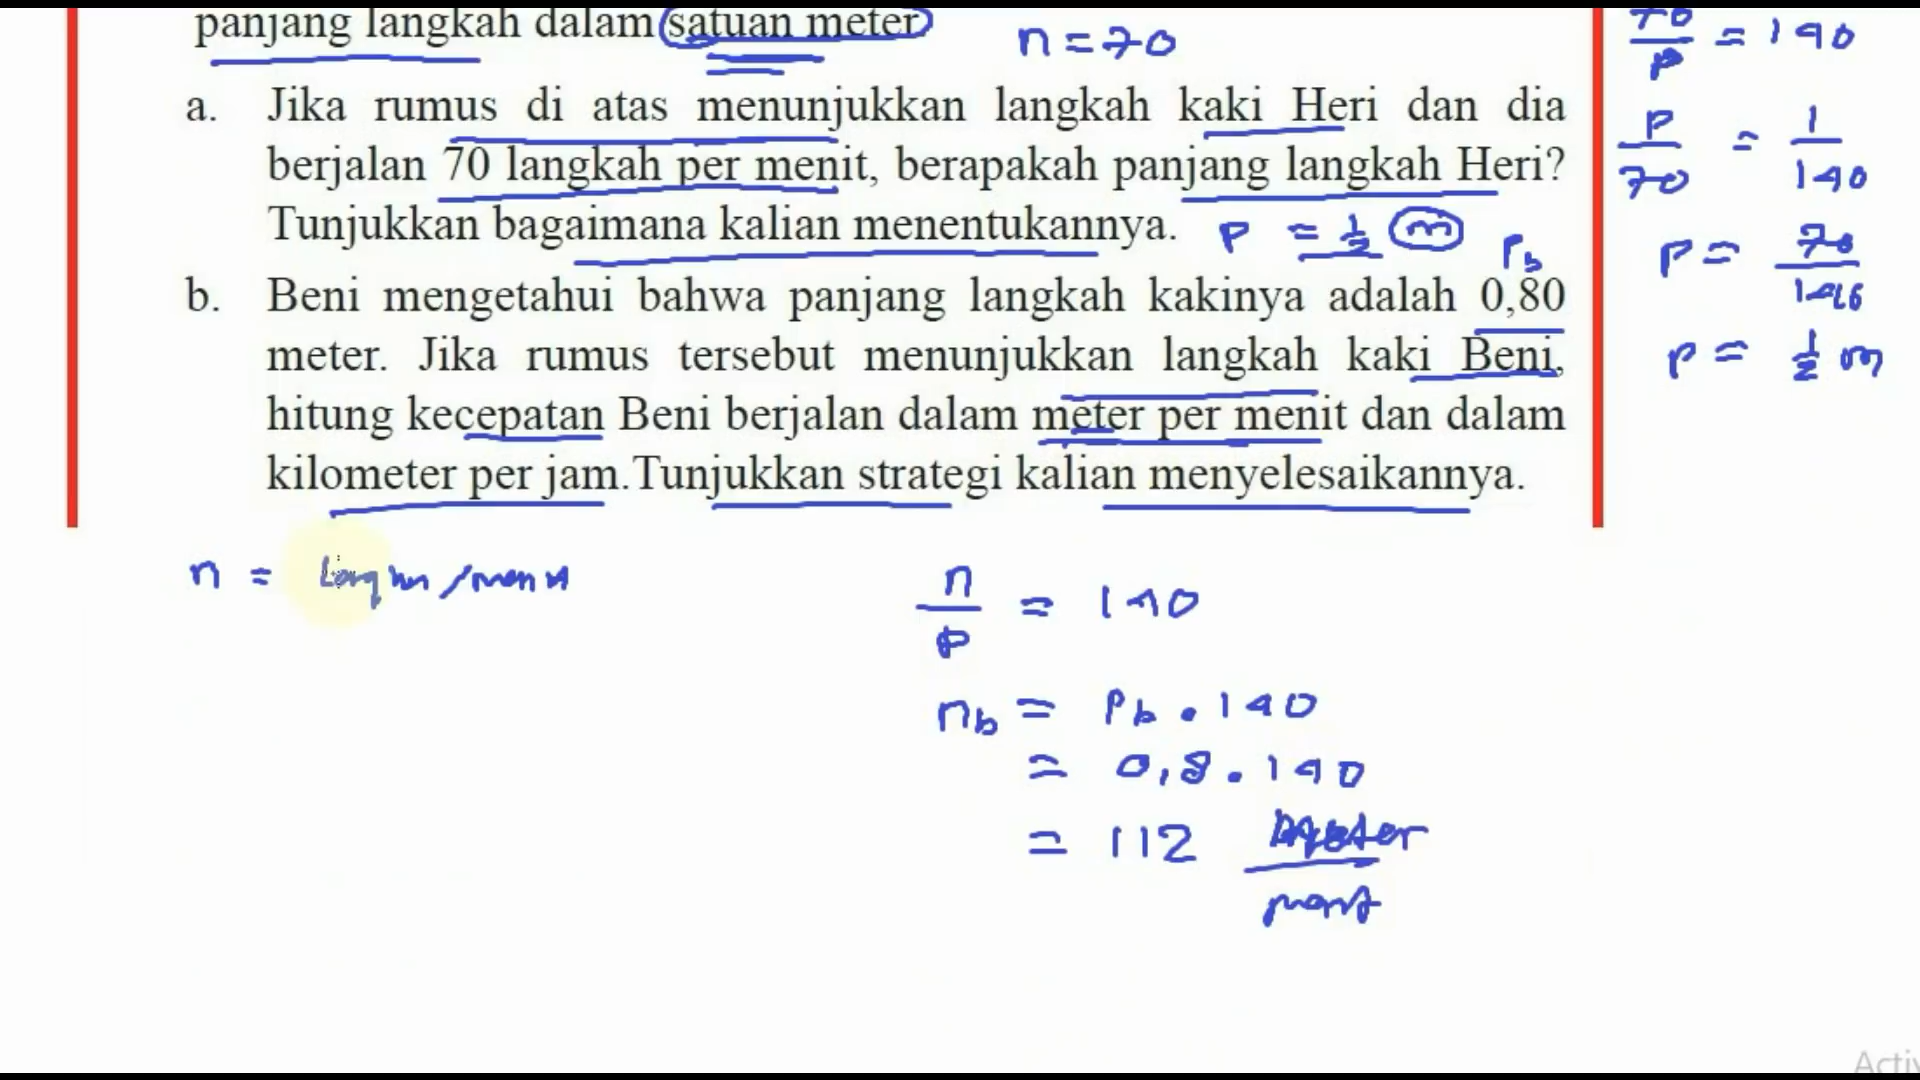 panjang langkah dalam satuan meter
n = 70
a. Jika rumus di atas menunjukkan langkah kaki Heri dan dia
berjalan 70 langkah per menit, berapakah panjang langkah Heri?
Tunjukkan bagaimana kalian menentukannya.
P = 1/2 m
Pb
b. Beni mengetahui bahwa panjang langkah kakinya adalah 0,80
meter. Jika rumus tersebut menunjukkan langkah kaki Beni,
hitung kecepatan Beni berjalan dalam meter per menit dan dalam
kilometer per jam.Tunjukkan strategi kalian menyelesaikannya.
70/P = 140
P/70 = 1/140
P = 70/140
P = 1/2 m
n = /menit
n/P = 140
nb = Pb . 140
= 0,8 . 140
= 112
Activ